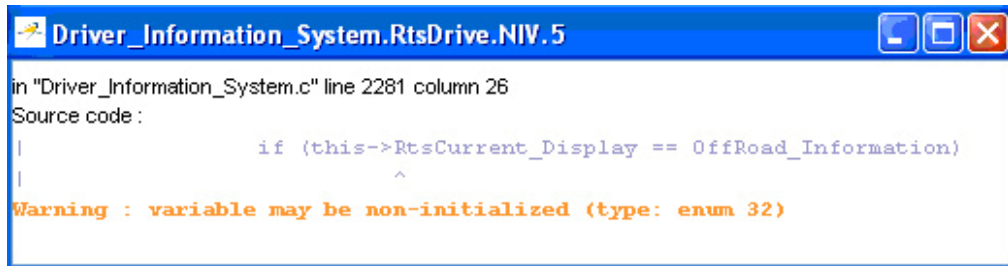 Driver_Information_System.RtsDrive.NIV.5
in "Driver_Information_System.c" line 2281 column 26
Source code :
| if (this->RtsCurrent_Display == OffRoad_Information)
| ^
Warning : variable may be non-initialized (type: enum 32)